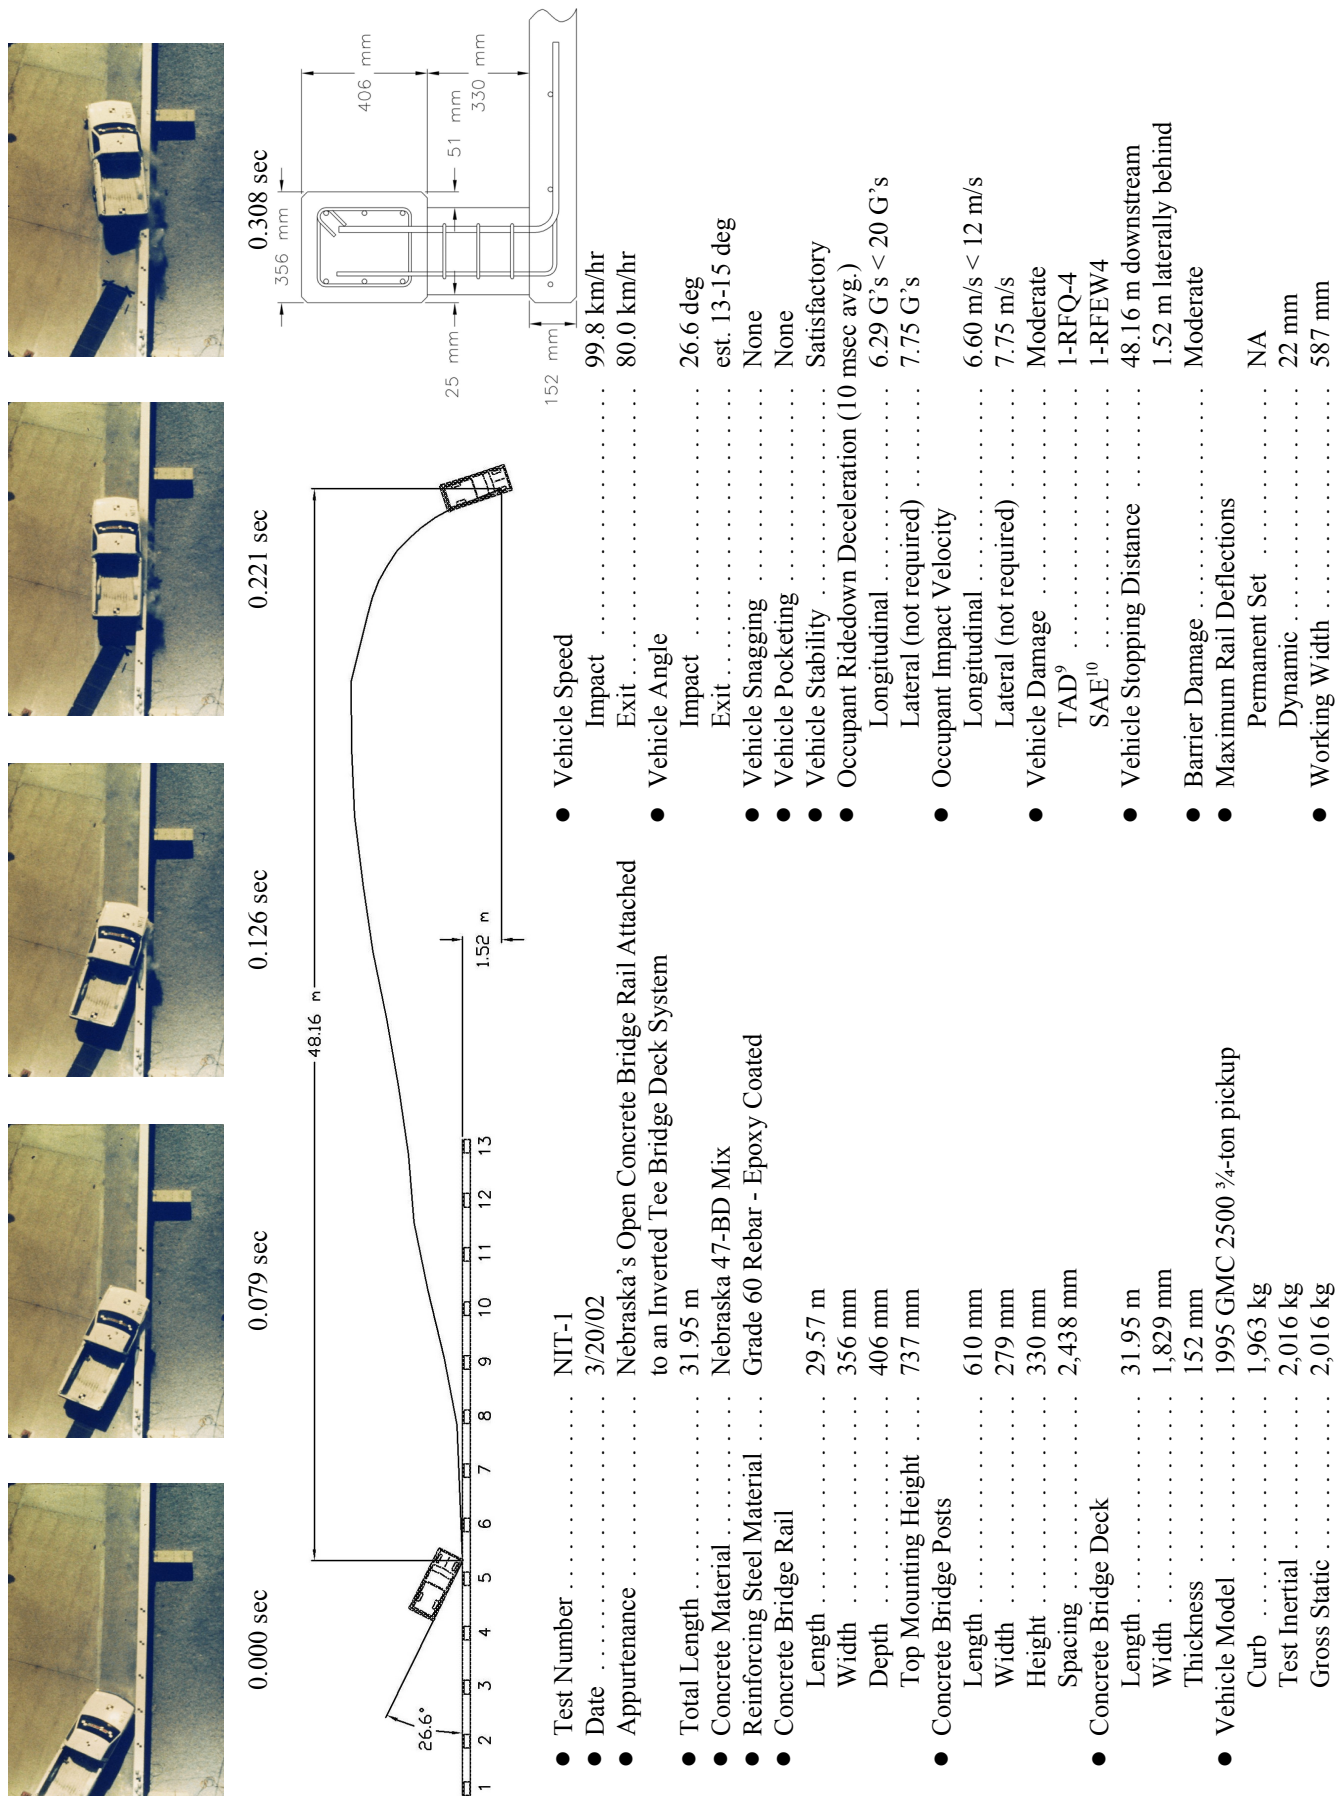 0.000 sec
0.079 sec
0.126 sec
0.221 sec
0.308 sec
48.16 m
26.6°
1.52 m
1 2 3 4 5 6 7 8 9 10 11 12 13
356 mm
406 mm
25 mm
51 mm
330 mm
152 mm
● Test Number . . . . . . . . . . . . . . . . . . NIT-1
● Date . . . . . . . . . . . . . . . . . . . . . . . . 3/20/02
● Appurtenance . . . . . . . . . . . . . . . . . Nebraska's Open Concrete Bridge Rail Attached
to an Inverted Tee Bridge Deck System
● Total Length . . . . . . . . . . . . . . . . . . 31.95 m
● Concrete Material . . . . . . . . . . . . . . Nebraska 47-BD Mix
● Reinforcing Steel Material . . . . Grade 60 Rebar - Epoxy Coated
● Concrete Bridge Rail
Length . . . . . . . . . . . . . . . . . . 29.57 m
Width . . . . . . . . . . . . . . . . . . 356 mm
Depth . . . . . . . . . . . . . . . . . . 406 mm
Top Mounting Height . . . . 737 mm
● Concrete Bridge Posts
Length . . . . . . . . . . . . . . . . . . 610 mm
Width . . . . . . . . . . . . . . . . . . 279 mm
Height . . . . . . . . . . . . . . . . . . 330 mm
Spacing . . . . . . . . . . . . . . . . . 2,438 mm
● Concrete Bridge Deck
Length . . . . . . . . . . . . . . . . . . 31.95 m
Width . . . . . . . . . . . . . . . . . . 1,829 mm
Thickness . . . . . . . . . . . . . . . 152 mm
● Vehicle Model . . . . . . . . . . . . . . . . 1995 GMC 2500 ¾-ton pickup
Curb . . . . . . . . . . . . . . . . . . . 1,963 kg
Test Inertial . . . . . . . . . . . . . 2,016 kg
Gross Static . . . . . . . . . . . . . 2,016 kg
● Vehicle Speed
Impact . . . . . . . . . . . . . . . . . . 99.8 km/hr
Exit . . . . . . . . . . . . . . . . . . . . 80.0 km/hr
● Vehicle Angle
Impact . . . . . . . . . . . . . . . . . . 26.6 deg
Exit . . . . . . . . . . . . . . . . . . . . est. 13-15 deg
● Vehicle Snagging . . . . . . . . . . . . . . None
● Vehicle Pocketing . . . . . . . . . . . . . . None
● Vehicle Stability . . . . . . . . . . . . . . . Satisfactory
● Occupant Ridedown Deceleration (10 msec avg.)
Longitudinal . . . . . . . . . . . . . 6.29 G's < 20 G's
Lateral (not required) . . . . . . 7.75 G's
● Occupant Impact Velocity
Longitudinal . . . . . . . . . . . . . 6.60 m/s < 12 m/s
Lateral (not required) . . . . . . 7.75 m/s
● Vehicle Damage . . . . . . . . . . . . . . . Moderate
TAD⁹ . . . . . . . . . . . . . . . . . . 1-RFQ-4
SAE¹⁰ . . . . . . . . . . . . . . . . . . 1-RFEW4
● Vehicle Stopping Distance . . . . . . 48.16 m downstream
1.52 m laterally behind
● Barrier Damage . . . . . . . . . . . . . . . Moderate
● Maximum Rail Deflections
Permanent Set . . . . . . . . . . . . NA
Dynamic . . . . . . . . . . . . . . . . 22 mm
● Working Width . . . . . . . . . . . . . . . 587 mm